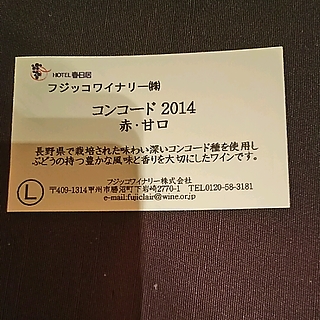 HOTEL 春日居
フジッコワイナリー㈱
コンコード 2014
赤・甘口
長野県で栽培された味わい深いコンコード種を使用し
ぶどうの持つ豊かな風味と香りを大切にしたワインです。
L
フジッコワイナリー株式会社
〒409-1314甲州市勝沼町下岩崎2770-1 TEL0120-58-3181
e-mail.fujiclair@wine.or.jp